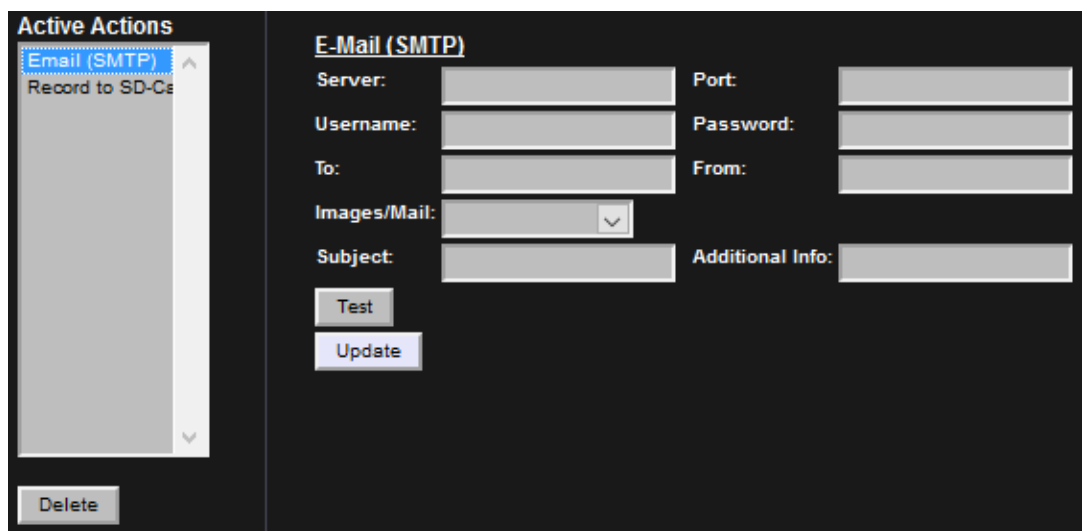 Active Actions
Email (SMTP)
Record to SD-Ca
Delete
E-Mail (SMTP)
Server: Port:
Username: Password:
To: From:
Images/Mail:
Subject: Additional Info:
Test
Update